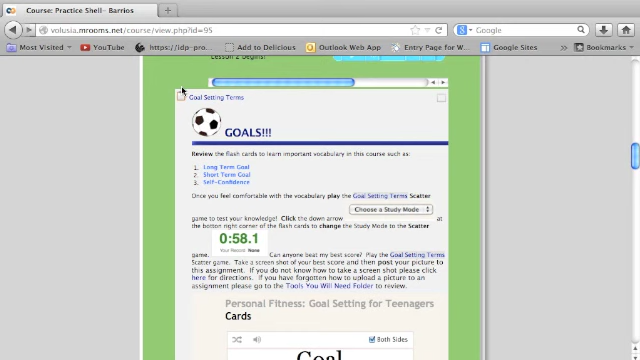 Course: Practice Shell- Barrios
volusia.mrooms.net/course/view.php?id=95
Google
Most Visited
YouTube
https://idp-pro...
Add to Delicious
Outlook Web App
Entry Page for W...
Google Sites
Bookmarks
Lesson 2 Begins!
Goal Setting Terms
GOALS!!!
Review the flash cards to learn important vocabulary in this course such as:
1. Long Term Goal
2. Short Term Goal
3. Self-Confidence
Once you feel comfortable with the vocabulary play the Goal Setting Terms Scatter
game to test your knowledge! Click the down arrow Choose a Study Mode at
the bottom right corner of the flash cards to change the Study Mode to the Scatter
0:58.1
Your Record: None
game. Can anyone beat my best score? Play the Goal Setting Terms
Scatter game. Take a screen shot of your best score and then post your picture to
this assignment. If you do not know how to take a screen shot please click
here for directions. If you have forgotten how to upload a picture to an
assignment please go to the Tools You Will Need Folder to review.
Personal Fitness: Goal Setting for Teenagers
Cards
Both Sides
Goal